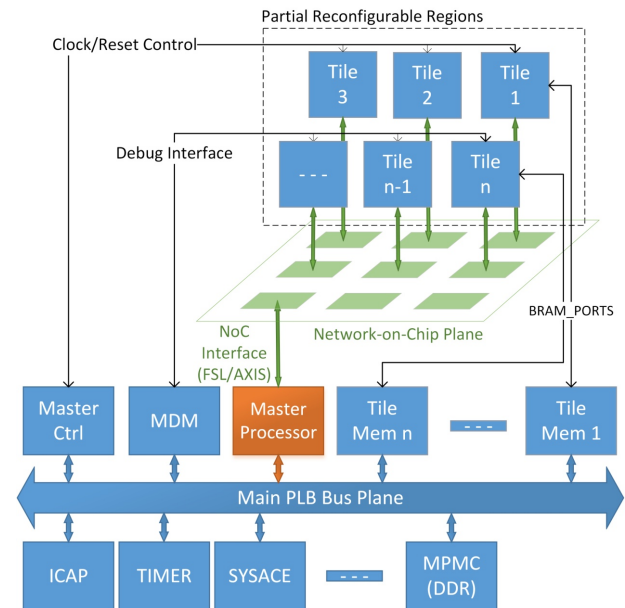 Partial Reconfigurable Regions
Clock/Reset Control
Tile
3
Tile
2
Tile
1
Debug Interface
- - -
Tile
n-1
Tile
n
BRAM_PORTS
NoC
Interface
(FSL/AXIS)
Network-on-Chip Plane
Master
Ctrl
MDM
Master
Processor
Tile
Mem n
- - -
Tile
Mem 1
Main PLB Bus Plane
ICAP
TIMER
SYSACE
- - -
MPMC
(DDR)